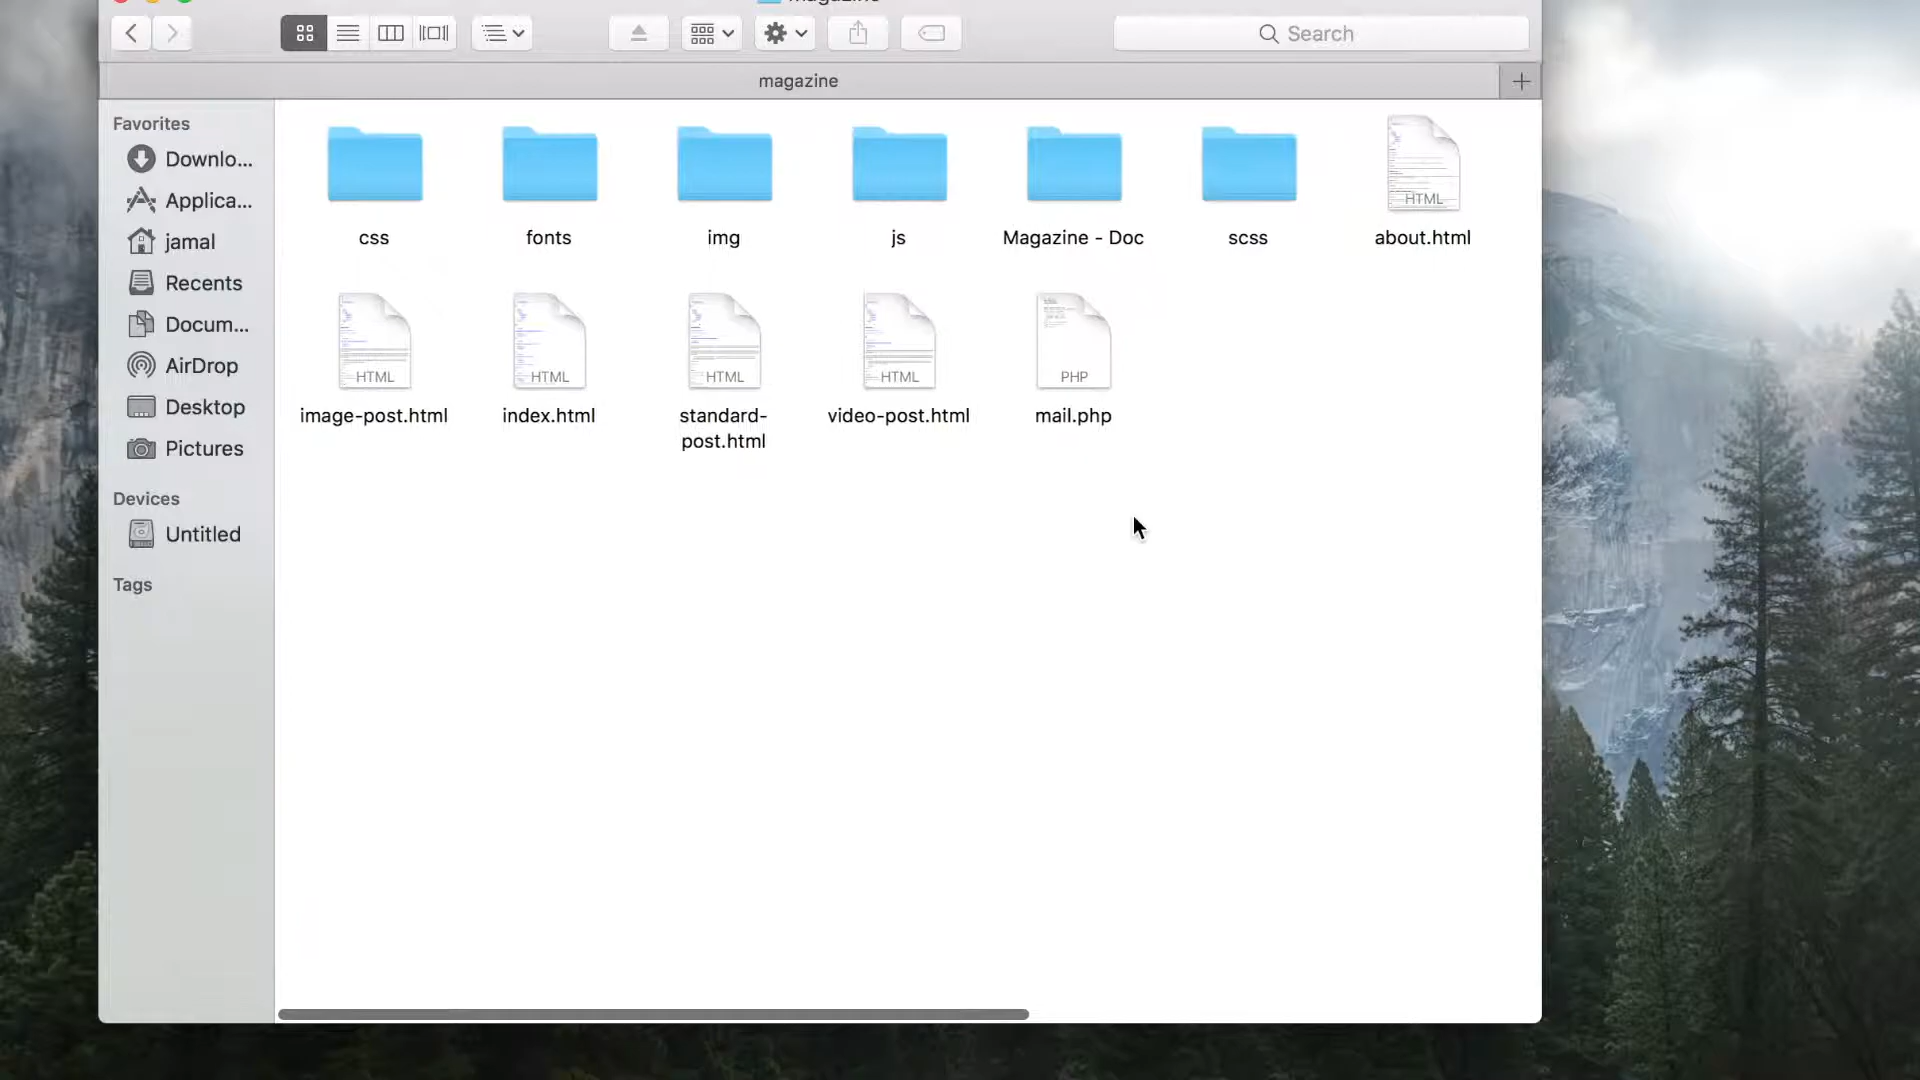 magazine
Search
magazine
Favorites
Downlo...
Applica...
jamal
Recents
Docum...
AirDrop
Desktop
Pictures
Devices
Untitled
Tags
css
fonts
img
js
Magazine - Doc
scss
HTML
about.html
HTML
image-post.html
HTML
index.html
HTML
standard-
post.html
HTML
video-post.html
PHP
mail.php